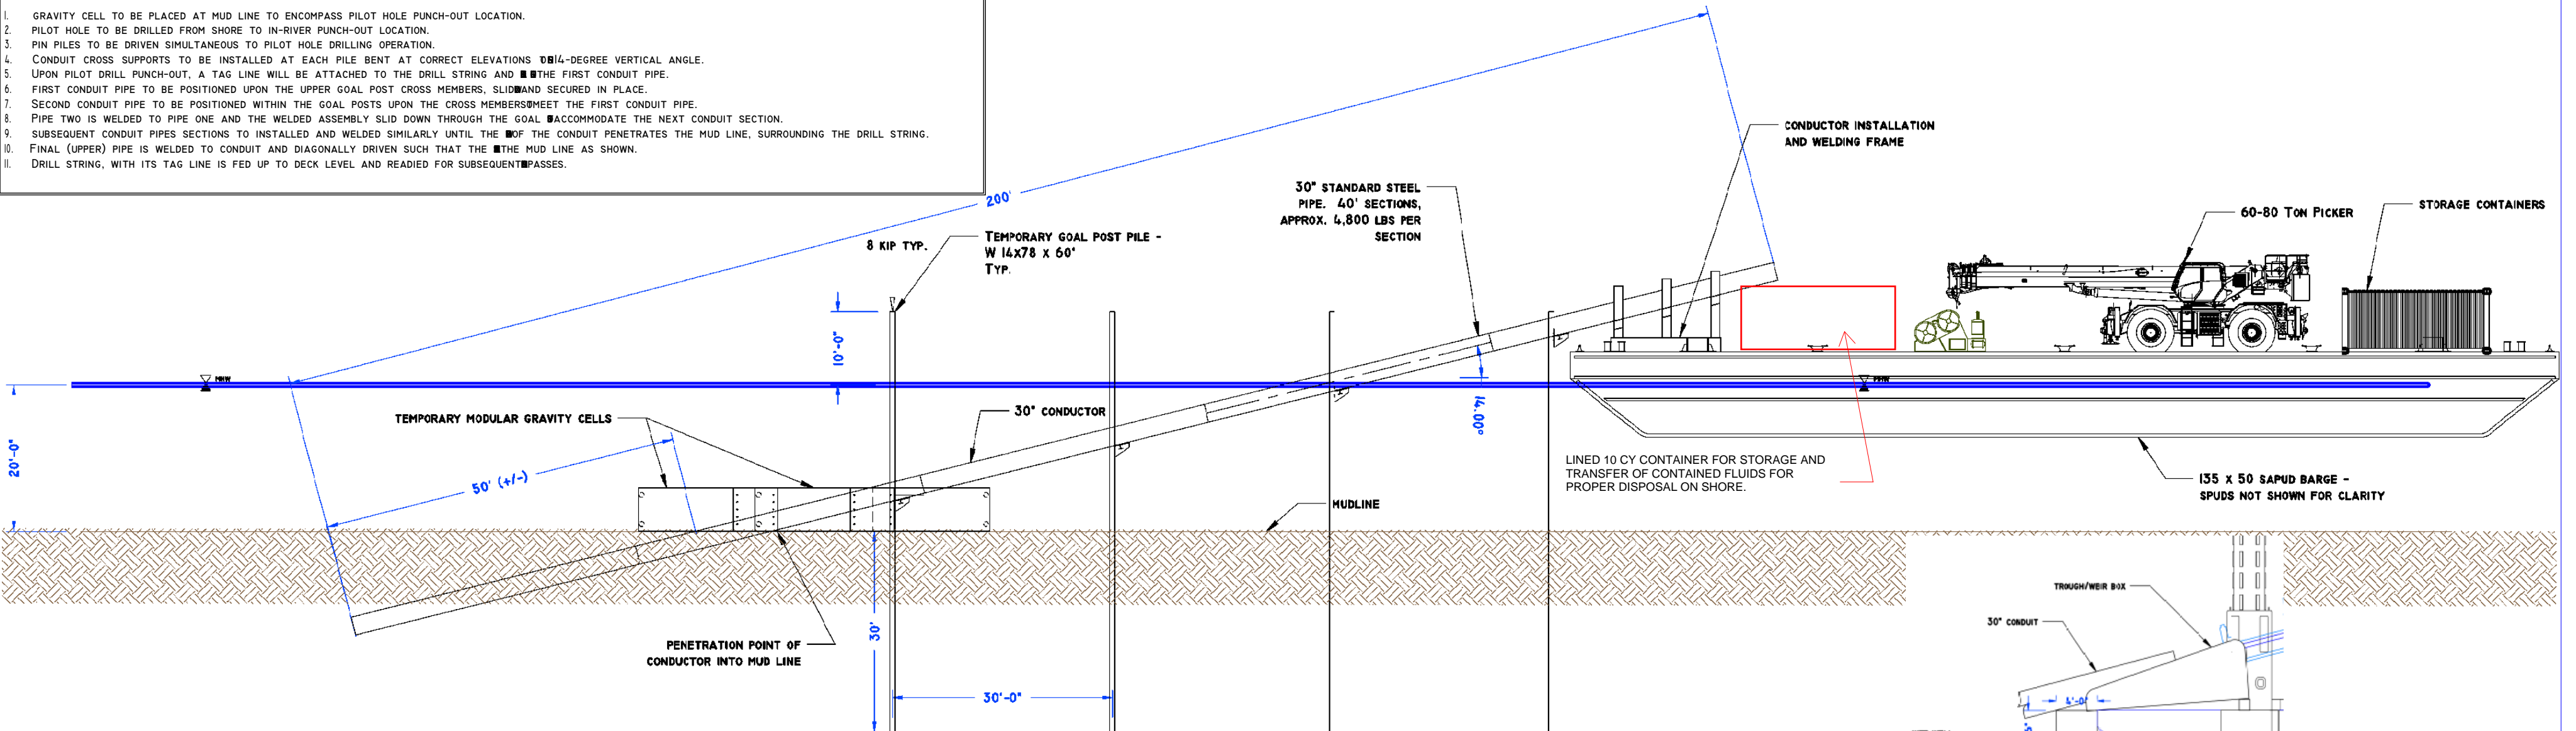 1. GRAVITY CELL TO BE PLACED AT MUD LINE TO ENCOMPASS PILOT HOLE PUNCH-OUT LOCATION.
2. PILOT HOLE TO BE DRILLED FROM SHORE TO IN-RIVER PUNCH-OUT LOCATION.
3. PIN PILES TO BE DRIVEN SIMULTANEOUS TO PILOT HOLE DRILLING OPERATION.
4. CONDUIT CROSS SUPPORTS TO BE INSTALLED AT EACH PILE BENT AT CORRECT ELEVATIONS 14-DEGREE VERTICAL ANGLE.
5. UPON PILOT DRILL PUNCH-OUT, A TAG LINE WILL BE ATTACHED TO THE DRILL STRING AND THE FIRST CONDUIT PIPE.
6. FIRST CONDUIT PIPE TO BE POSITIONED UPON THE UPPER GOAL POST CROSS MEMBERS, SLID AND SECURED IN PLACE.
7. SECOND CONDUIT PIPE TO BE POSITIONED WITHIN THE GOAL POSTS UPON THE CROSS MEMBERS MEET THE FIRST CONDUIT PIPE.
8. PIPE TWO IS WELDED TO PIPE ONE AND THE WELDED ASSEMBLY SLID DOWN THROUGH THE GOAL ACCOMMODATE THE NEXT CONDUIT SECTION.
9. SUBSEQUENT CONDUIT PIPES SECTIONS TO INSTALLED AND WELDED SIMILARLY UNTIL THE OF THE CONDUIT PENETRATES THE MUD LINE, SURROUNDING THE DRILL STRING.
10. FINAL (UPPER) PIPE IS WELDED TO CONDUIT AND DIAGONALLY DRIVEN SUCH THAT THE THE MUD LINE AS SHOWN.
11. DRILL STRING, WITH ITS TAG LINE IS FED UP TO DECK LEVEL AND READIED FOR SUBSEQUENT PASSES.
200'
CONDUCTOR INSTALLATION
AND WELDING FRAME
30" STANDARD STEEL
PIPE. 40' SECTIONS,
APPROX. 4,800 LBS PER
SECTION
60-80 TON PICKER
STORAGE CONTAINERS
8 KIP TYP.
TEMPORARY GOAL POST PILE -
W 14X78 X 60'
TYP.
10'-0"
MHW
MHW
20'-0"
TEMPORARY MODULAR GRAVITY CELLS
30" CONDUCTOR
14.00°
50' (+/-)
LINED 10 CY CONTAINER FOR STORAGE AND
TRANSFER OF CONTAINED FLUIDS FOR
PROPER DISPOSAL ON SHORE.
135 X 50 SAPUD BARGE -
SPUDS NOT SHOWN FOR CLARITY
MUDLINE
PENETRATION POINT OF
CONDUCTOR INTO MUD LINE
30'
30'-0"
TROUGH/WEIR BOX
30" CONDUIT
4'-0"